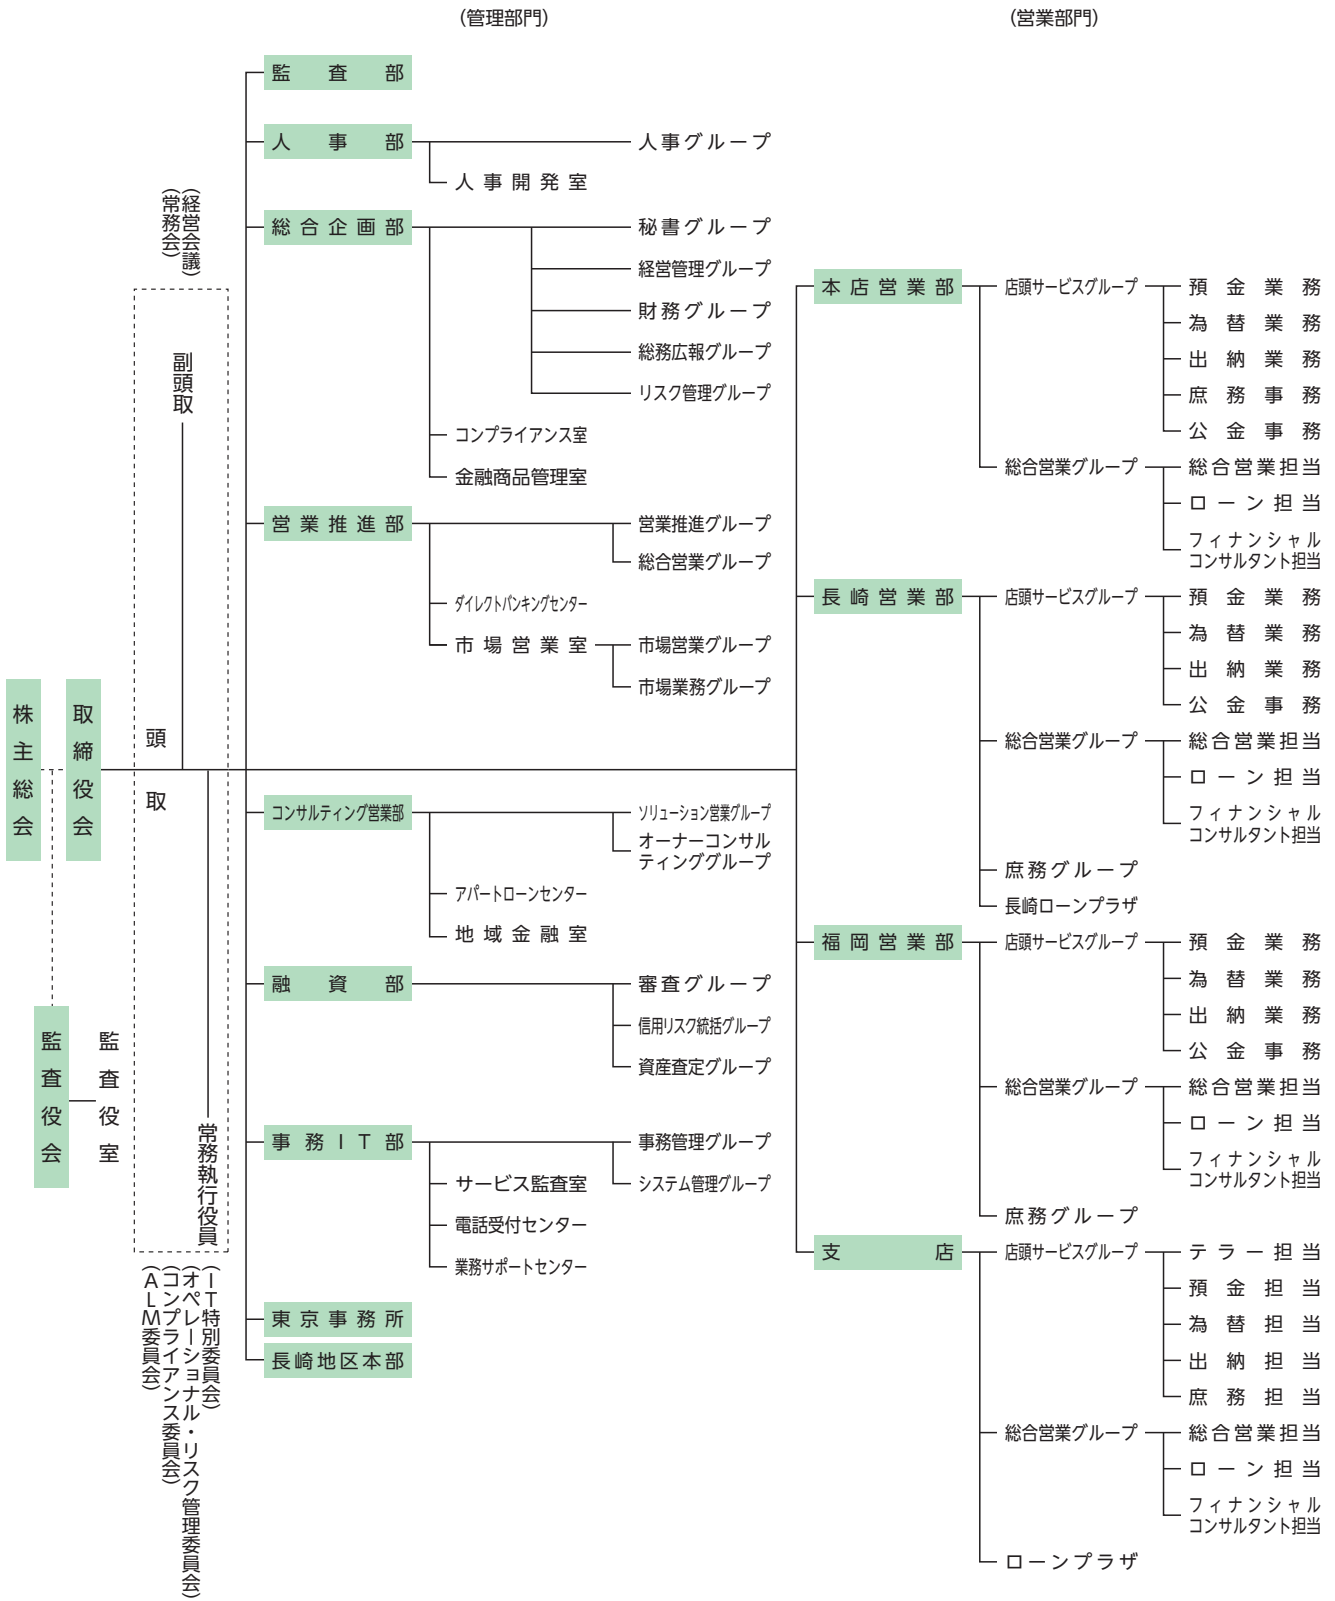 (管理部門)
(営業部門)
株主総会
取締役会
監査役会
監査役室
(経営会議)
(常務会)
副頭取
頭取
常務執行役員
(IT特別委員会)
(オペレーショナル・リスク管理委員会)
(コンプライアンス委員会)
(ALM委員会)
監査部
人事部
人事グループ
人事開発室
総合企画部
秘書グループ
経営管理グループ
財務グループ
総務広報グループ
リスク管理グループ
コンプライアンス室
金融商品管理室
営業推進部
営業推進グループ
総合営業グループ
ダイレクトバンキングセンター
市場営業室
市場営業グループ
市場業務グループ
コンサルティング営業部
ソリューション営業グループ
オーナーコンサル
ティンググループ
アパートローンセンター
地域金融室
融資部
審査グループ
信用リスク統括グループ
資産査定グループ
事務IT部
事務管理グループ
システム管理グループ
サービス監査室
電話受付センター
業務サポートセンター
東京事務所
長崎地区本部
本店営業部
店頭サービスグループ
預金業務
為替業務
出納業務
庶務事務
公金事務
総合営業グループ
総合営業担当
ローン担当
フィナンシャル
コンサルタント担当
長崎営業部
店頭サービスグループ
預金業務
為替業務
出納業務
公金事務
総合営業グループ
総合営業担当
ローン担当
フィナンシャル
コンサルタント担当
庶務グループ
長崎ローンプラザ
福岡営業部
店頭サービスグループ
預金業務
為替業務
出納業務
公金事務
総合営業グループ
総合営業担当
ローン担当
フィナンシャル
コンサルタント担当
庶務グループ
支店
店頭サービスグループ
テラー担当
預金担当
為替担当
出納担当
庶務担当
総合営業グループ
総合営業担当
ローン担当
フィナンシャル
コンサルタント担当
ローンプラザ